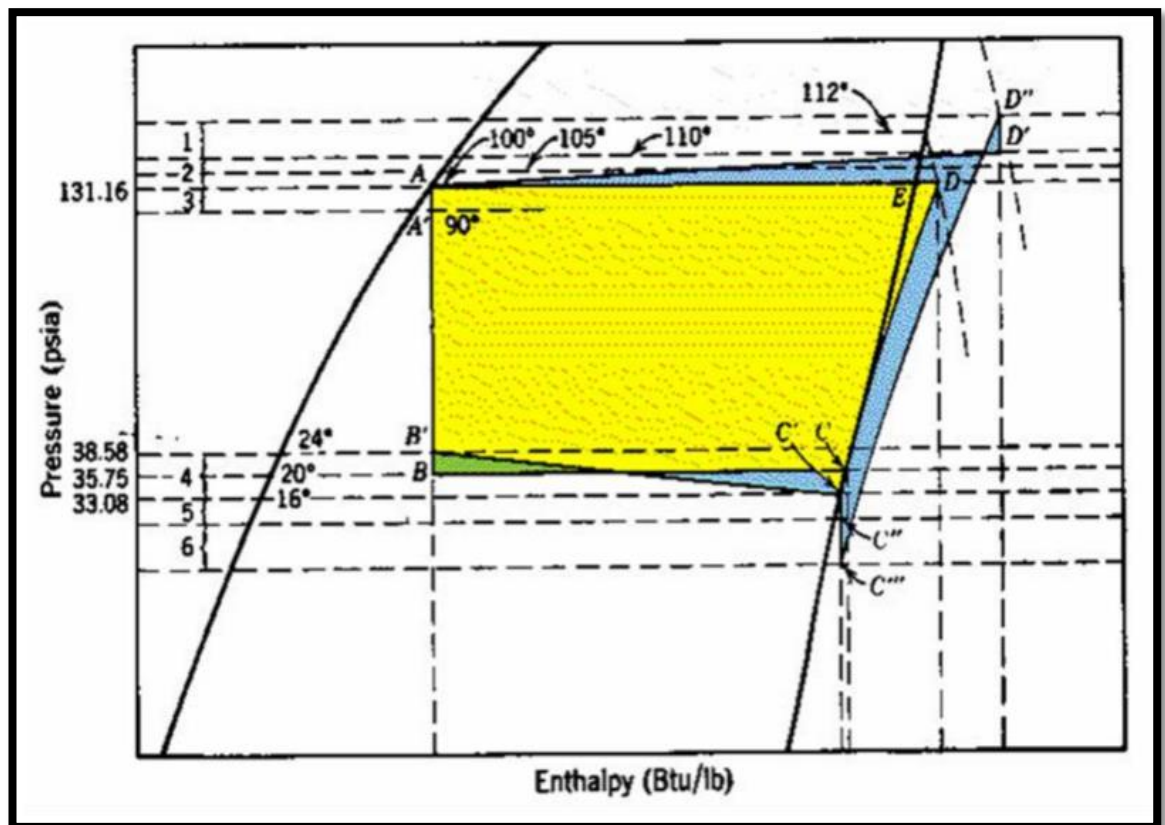 D"
112°
D'
1
100°
105°
110°
2
A
131.16
3
E
D
A'
90°
Pressure (psia)
24°
B'
C'
C
38.58
4
20°
B
35.75
16°
33.08
5
C"
6
C'''
Enthalpy (Btu/lb)